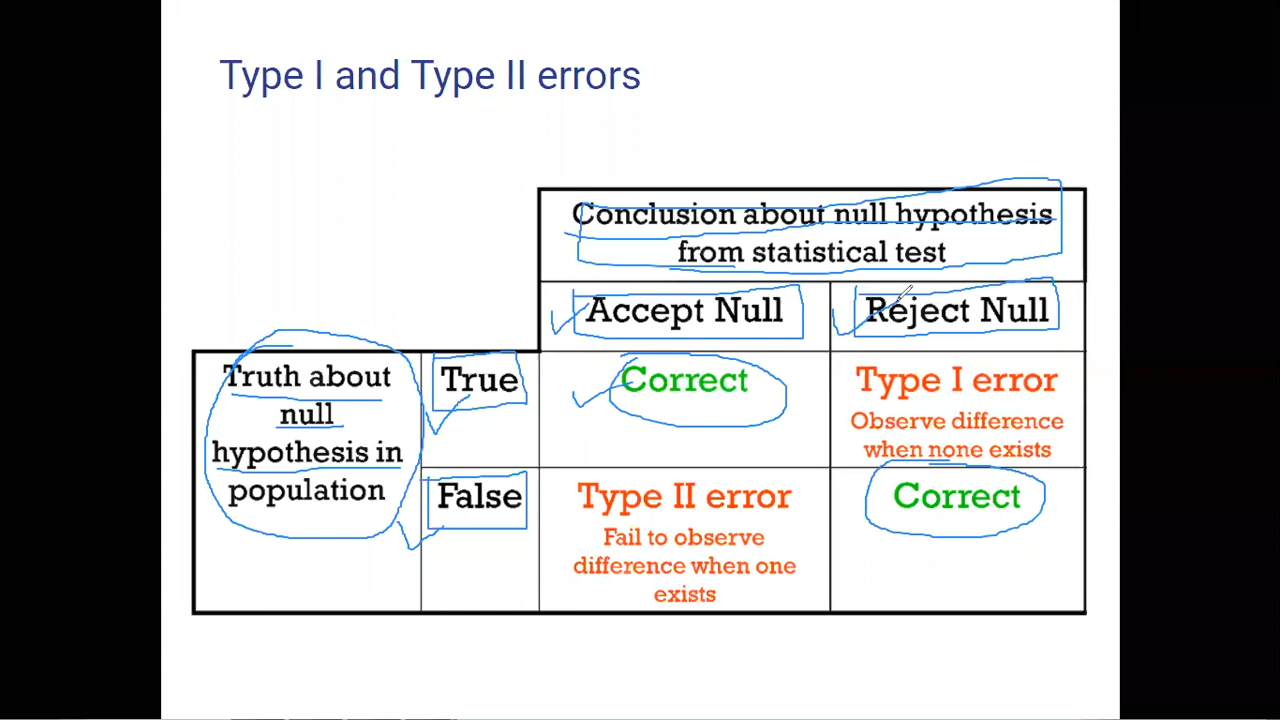 Type I and Type II errors
Conclusion about null hypothesis
from statistical test
Accept Null
Reject Null
Truth about
null
hypothesis in
population
True
Correct
Type I error
Observe difference
when none exists
False
Type II error
Fail to observe
difference when one
exists
Correct